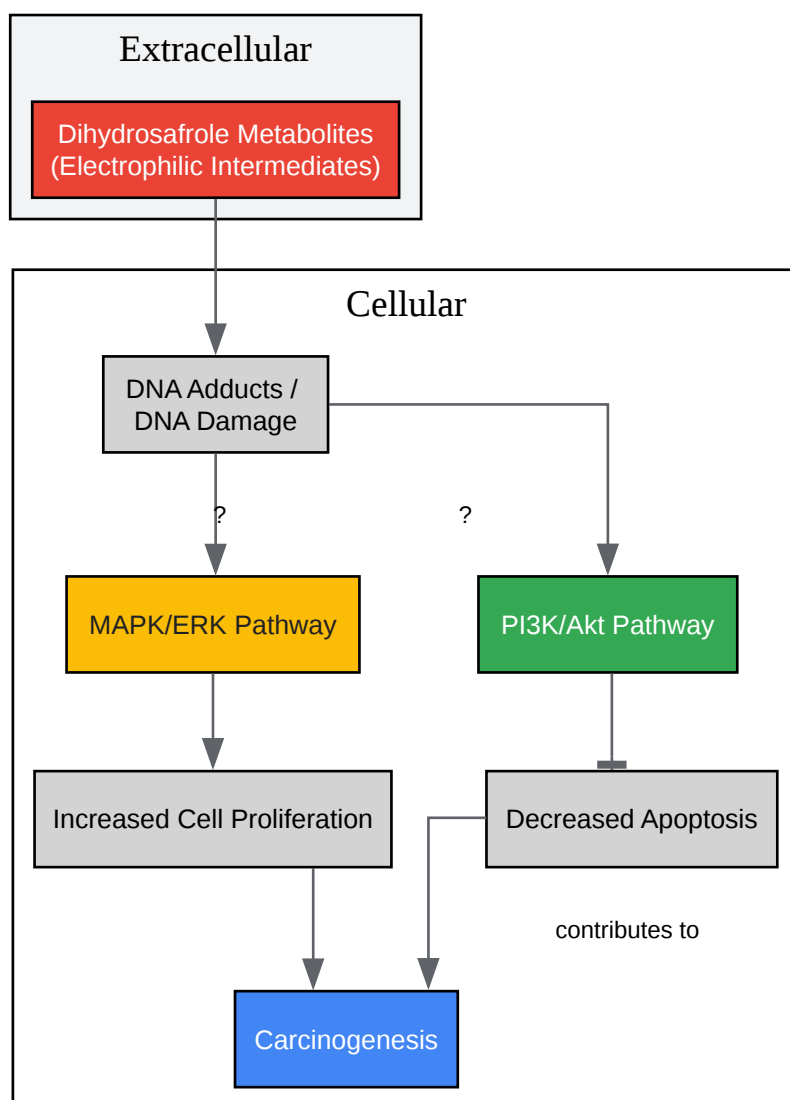 Extracellular
Dihydrosafrole Metabolites
(Electrophilic Intermediates)
Cellular
DNA Adducts /
DNA Damage
?
?
MAPK/ERK Pathway
PI3K/Akt Pathway
Increased Cell Proliferation
Decreased Apoptosis
contributes to
Carcinogenesis